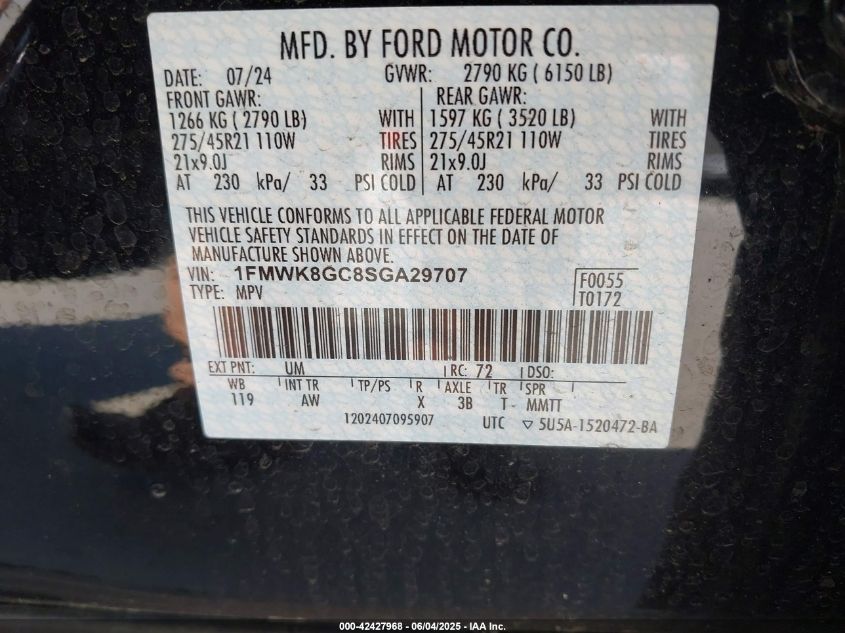 MFD. BY FORD MOTOR CO.
DATE: 07/24 GVWR: 2790 KG ( 6150 LB)
FRONT GAWR: REAR GAWR:
1266 KG ( 2790 LB) WITH 1597 KG ( 3520 LB) WITH
275/45R21 110W TIRES 275/45R21 110W TIRES
21x9.0J RIMS 21x9.0J RIMS
AT 230 kPa/ 33 PSI COLD AT 230 kPa/ 33 PSI COLD
THIS VEHICLE CONFORMS TO ALL APPLICABLE FEDERAL MOTOR
VEHICLE SAFETY STANDARDS IN EFFECT ON THE DATE OF
MANUFACTURE SHOWN ABOVE.
VIN: 1FMWK8GC8SGA29707 F0055
TYPE: MPV T0172
EXT PNT: UM RC: 72 DSO:
WB INT TR TP/PS R AXLE TR SPR
119 AW X 3B T- MMTT
1202407095907 UTC ▽ 5U5A-1520472-BA
000-42427968 - 06/04/2025 - IAA Inc.